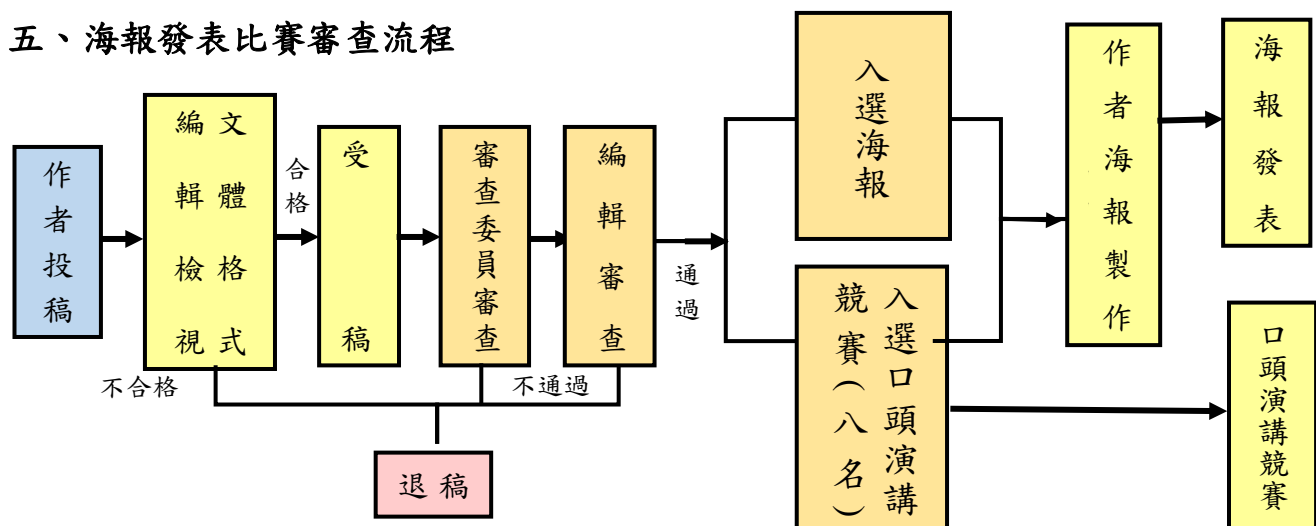 五、海報發表比賽審查流程
作者投稿
文體格式
編輯檢視
合格
不合格
受稿
審查委員審查
編輯審查
不通過
退稿
通過
入選海報
入選口頭演講
競賽(八名)
作者海報製作
海報發表
口頭演講競賽